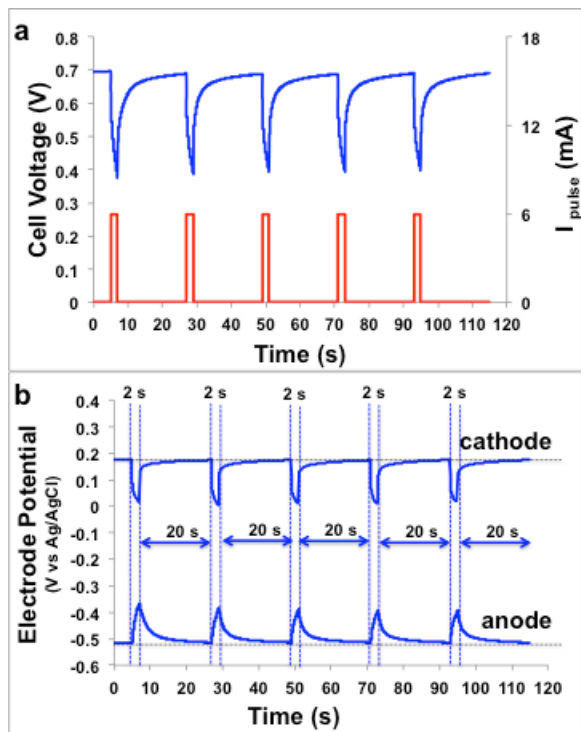 a
0.8
0.7
0.6
0.5
0.4
0.3
0.2
0.1
0
Cell Voltage (V)
18
12
6
0
I pulse (mA)
0 10 20 30 40 50 60 70 80 90 100 110 120
Time (s)
b
2 s 2 s 2 s 2 s 2 s
0.4
0.3
0.2
0.1
0
-0.1
-0.2
-0.3
-0.4
-0.5
-0.6
Electrode Potential
(V vs Ag/AgCl)
cathode
20 s 20 s 20 s 20 s 20 s
anode
0 10 20 30 40 50 60 70 80 90 100 110 120
Time (s)